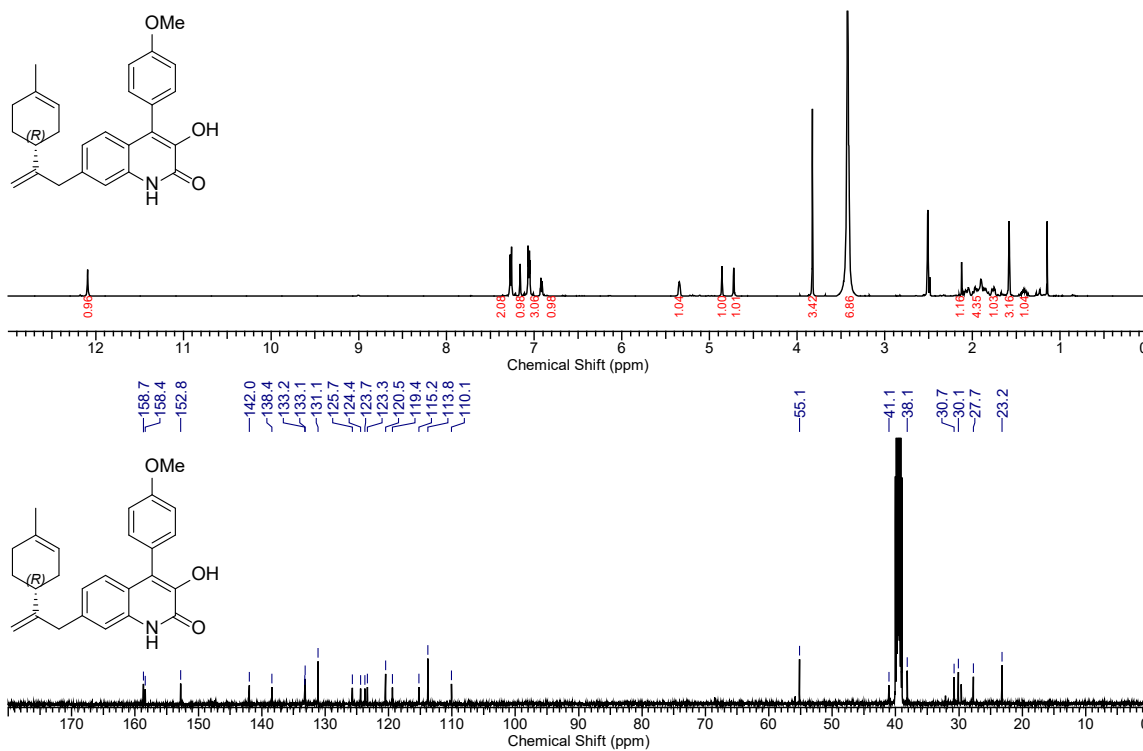 OMe
(R)
OH
N
H
O
0.96
2.08
0.98
3.06
0.98
1.04
1.00
1.01
3.42
6.86
1.16
4.35
1.03
3.16
1.04
12 11 10 9 8 7 6 5 4 3 2 1 0
Chemical Shift (ppm)
158.7
158.4
152.8
142.0
138.4
133.2
133.1
131.1
125.7
124.4
123.7
123.3
120.5
119.4
115.2
113.8
110.1
55.1
41.1
38.1
30.7
30.1
27.7
23.2
OMe
(R)
OH
N
H
O
170 160 150 140 130 120 110 100 90 80 70 60 50 40 30 20 10 0
Chemical Shift (ppm)